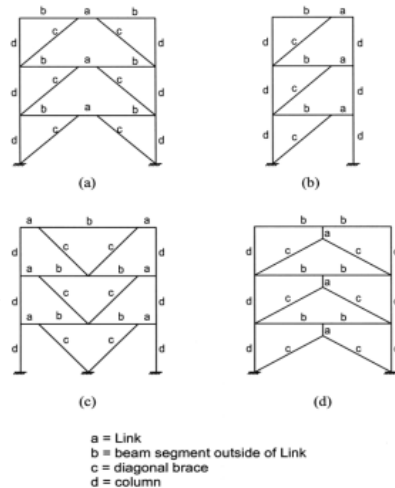 b a b
d c c d
b a b
d c c d
b a b
d c c d
(a)
b a
d c d
b a
d c d
b a
d c d
(b)
a b a
d c c d
a b b a
d c c d
a b b a
d c c d
(c)
b b
a
d c c
b b
a
d c c
b b
a
d c c
(d)
a = Link
b = beam segment outside of Link
c = diagonal brace
d = column